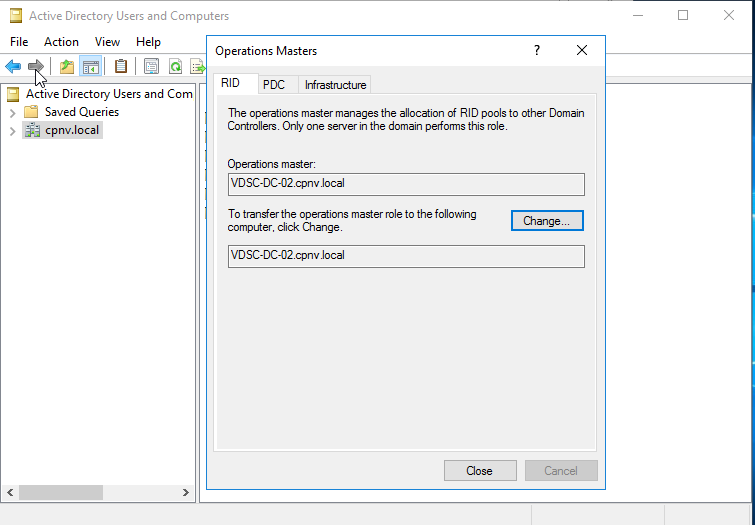 Active Directory Users and Computers
File Action View Help
Active Directory Users and Com
Saved Queries
cpnv.local
Operations Masters
?
RID PDC Infrastructure
The operations master manages the allocation of RID pools to other Domain
Controllers. Only one server in the domain performs this role.
Operations master:
VDSC-DC-02.cpnv.local
To transfer the operations master role to the following
computer, click Change.
Change...
VDSC-DC-02.cpnv.local
Close Cancel